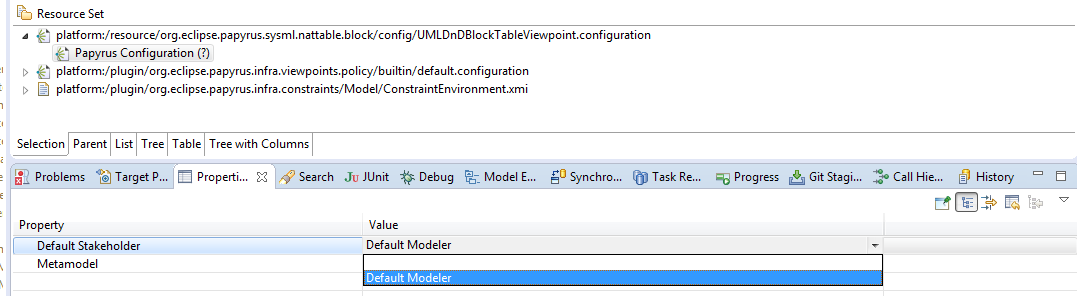 Resource Set
platform:/resource/org.eclipse.papyrus.sysml.nattable.block/config/UMLDnDBlockTableViewpoint.configuration
Papyrus Configuration (?)
platform:/plugin/org.eclipse.papyrus.infra.viewpoints.policy/builtin/default.configuration
platform:/plugin/org.eclipse.papyrus.infra.constraints/Model/ConstraintEnvironment.xmi
Selection Parent List Tree Table Tree with Columns
Problems Target P... Properti... Search JUnit Debug Model E... Synchro... Task Re... Progress Git Stagi... Call Hie... History
Property Value
Default Stakeholder Default Modeler
Metamodel
Default Modeler